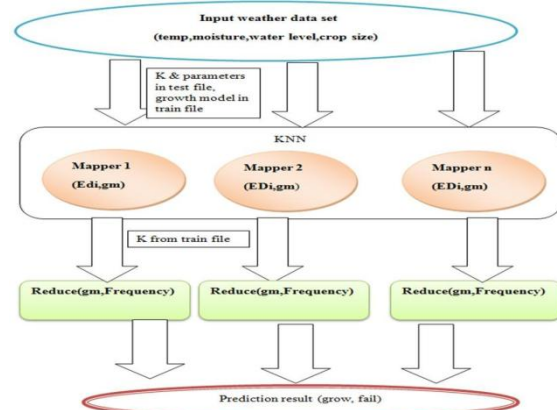 Input weather data set
(temp,moisture,water level,crop size)
K & parameters
in test file,
growth model in
train file
KNN
Mapper 1
(Edi,gm)
Mapper 2
(EDi,gm)
Mapper n
(EDi,gm)
K from train file
Reduce(gm,Frequency)
Reduce(gm,Frequency)
Reduce(gm,Frequency)
Prediction result (grow, fail)